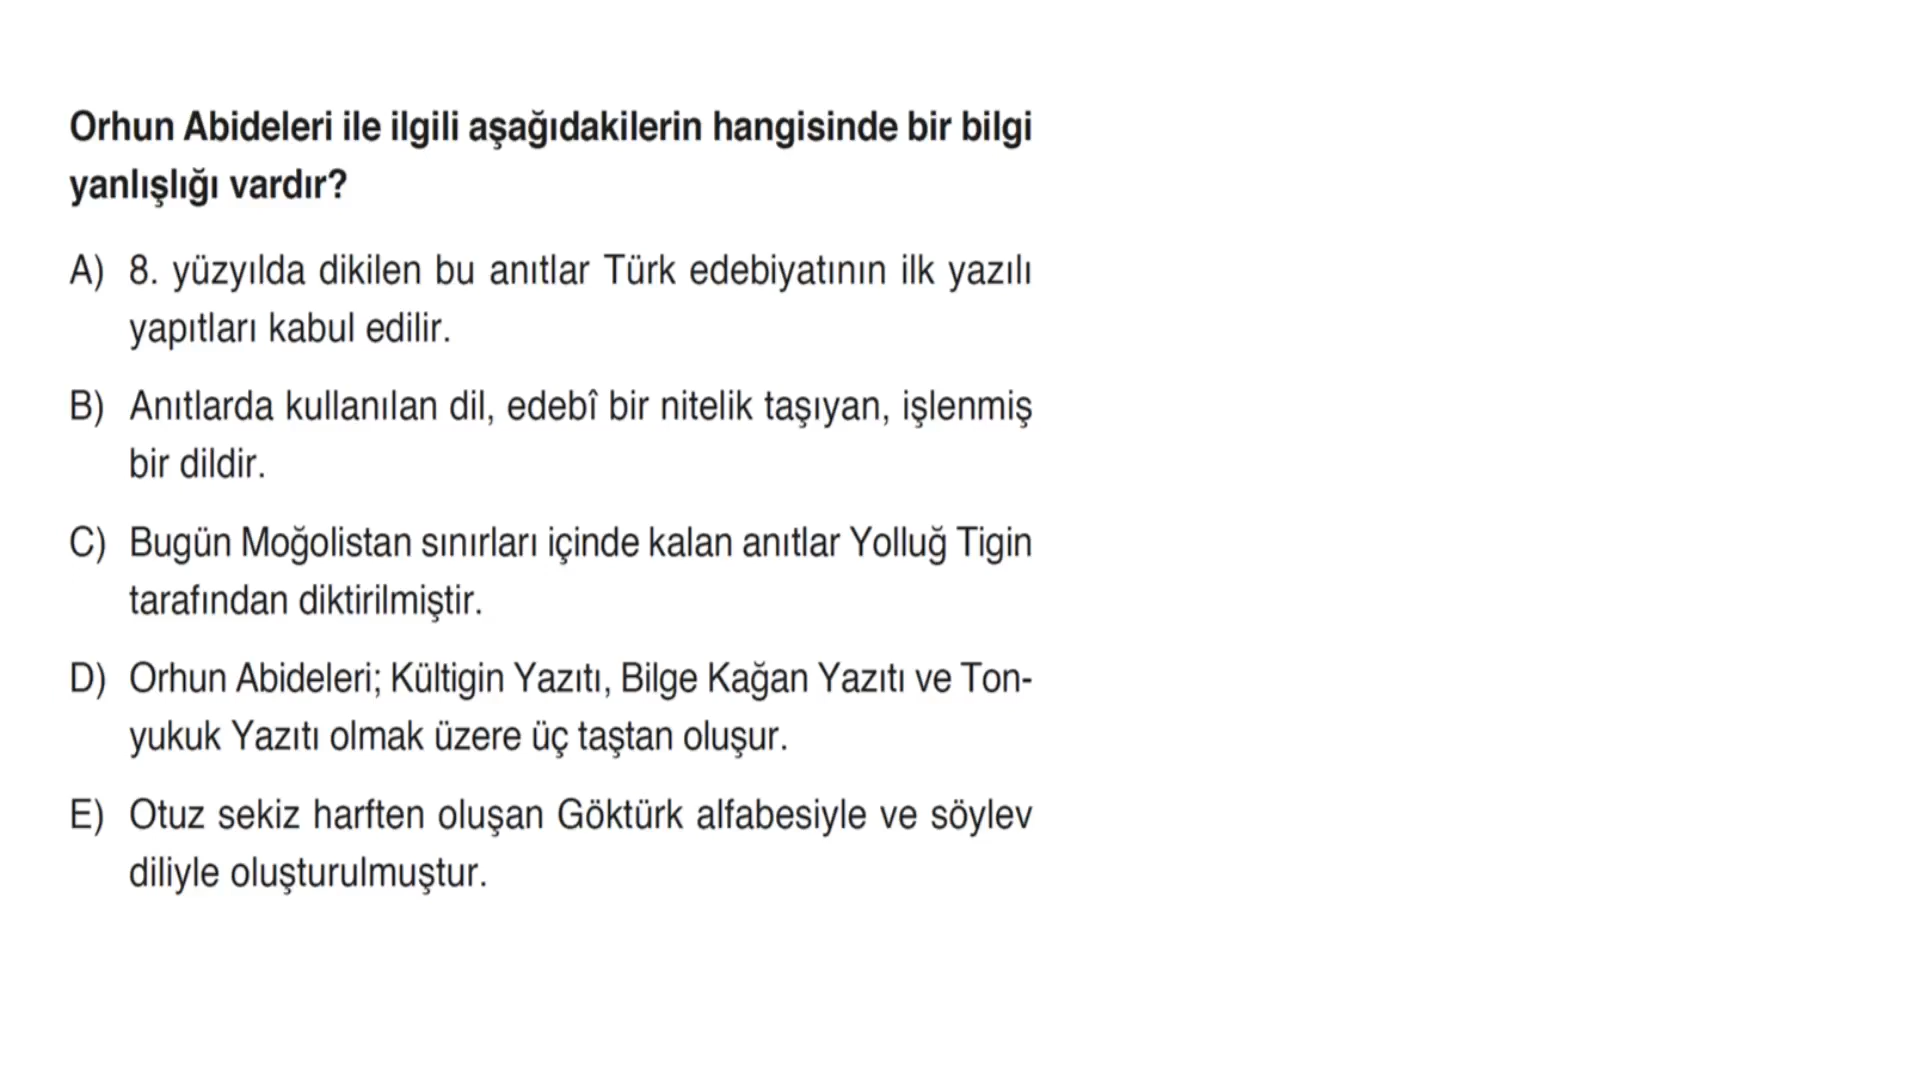 Orhun Abideleri ile ilgili aşağıdakilerin hangisinde bir bilgi
yanlışlığı vardır?
A) 8. yüzyılda dikilen bu anıtlar Türk edebiyatının ilk yazılı
yapıtları kabul edilir.
B) Anıtlarda kullanılan dil, edebî bir nitelik taşıyan, işlenmiş
bir dildir.
C) Bugün Moğolistan sınırları içinde kalan anıtlar Yolluğ Tigin
tarafından diktirilmiştir.
D) Orhun Abideleri; Kültigin Yazıtı, Bilge Kağan Yazıtı ve Ton-
yukuk Yazıtı olmak üzere üç taştan oluşur.
E) Otuz sekiz harften oluşan Göktürk alfabesiyle ve söylev
diliyle oluşturulmuştur.